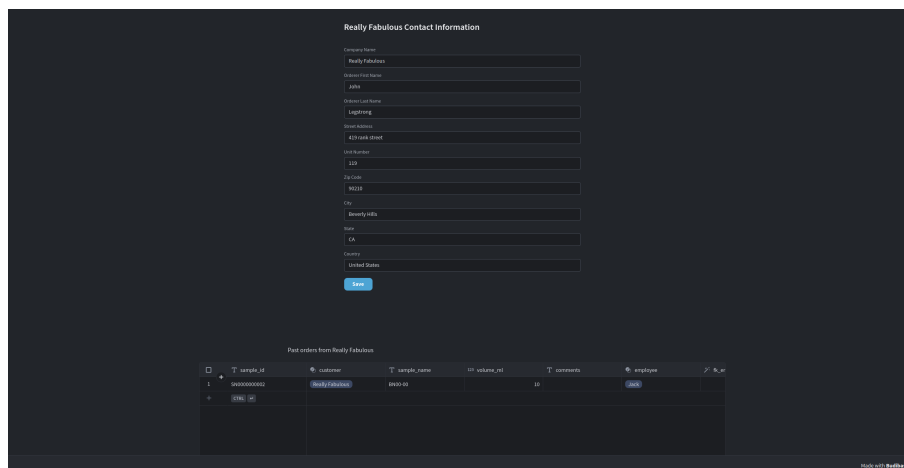 Really Fabulous Contact Information
Company Name
Really Fabulous
Orderer First Name
John
Orderer Last Name
Legstrong
Street Address
419 rank street
Unit Number
119
Zip Code
90210
City
Beverly Hills
State
CA
Country
United States
Save
Past orders from Really Fabulous
sample_id customer sample_name 123 volume_ml comments employee
1 SN0000000002 Really Fabulous BN00-00 10 Jack
CTRL
Made with Budiba